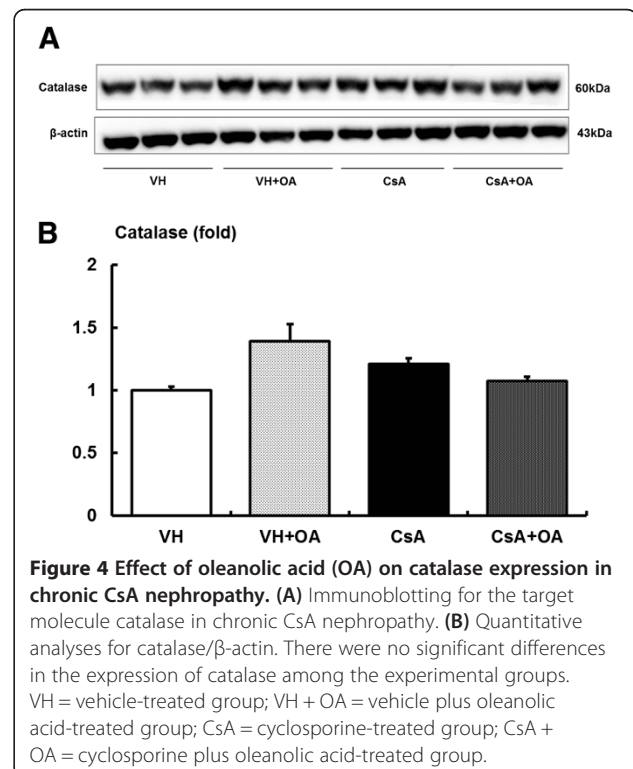 A
Catalase
60kDa
β-actin
43kDa
VH VH+OA CsA CsA+OA
B
Catalase (fold)
2
1.5
1
0.5
0
VH VH+OA CsA CsA+OA
Figure 4 Effect of oleanolic acid (OA) on catalase expression in
chronic CsA nephropathy. (A) Immunoblotting for the target
molecule catalase in chronic CsA nephropathy. (B) Quantitative
analyses for catalase/β-actin. There were no significant differences
in the expression of catalase among the experimental groups.
VH = vehicle-treated group; VH + OA = vehicle plus oleanolic
acid-treated group; CsA = cyclosporine-treated group; CsA +
OA = cyclosporine plus oleanolic acid-treated group.